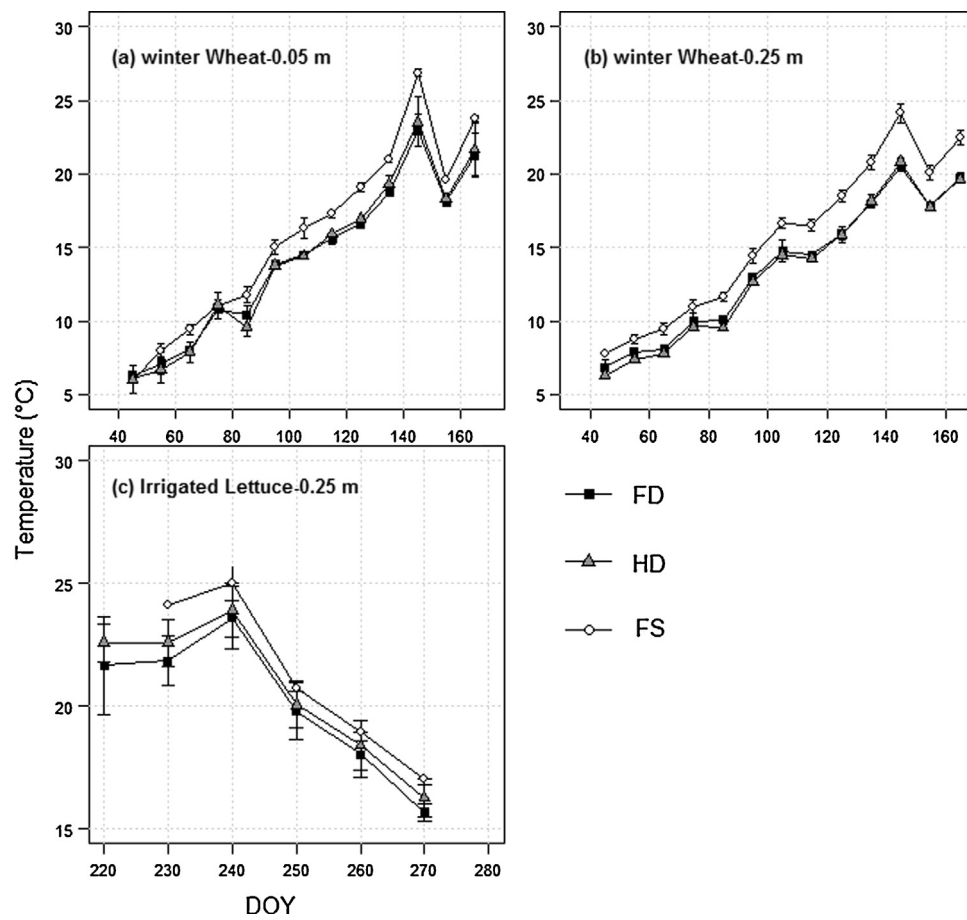 (a) winter Wheat-0.05 m
30
25
20
15
10
5
40 60 80 100 120 140 160
(b) winter Wheat-0.25 m
30
25
20
15
10
5
40 60 80 100 120 140 160
Temperature (°C)
(c) Irrigated Lettuce-0.25 m
30
25
20
15
220 230 240 250 260 270 280
DOY
FD
HD
FS